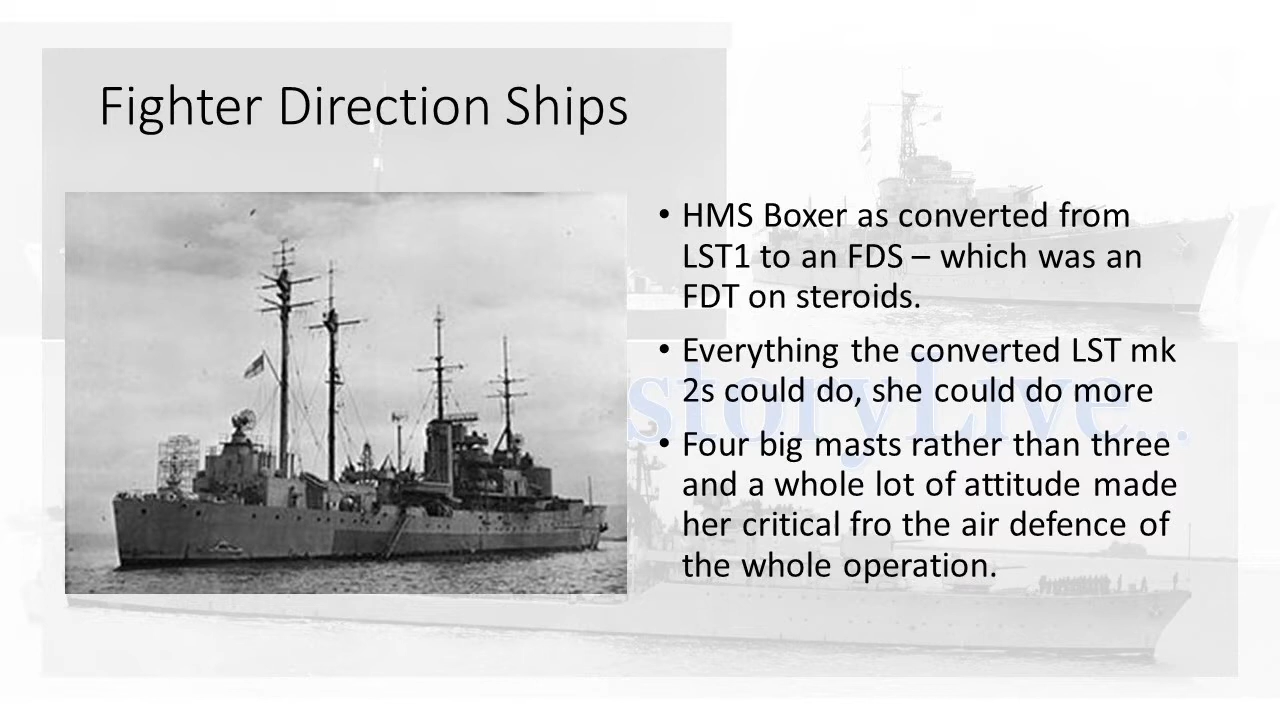 Fighter Direction Ships
• HMS Boxer as converted from
LST1 to an FDS – which was an
FDT on steroids.
• Everything the converted LST mk
2s could do, she could do more
• Four big masts rather than three
and a whole lot of attitude made
her critical fro the air defence of
the whole operation.
storyLive...